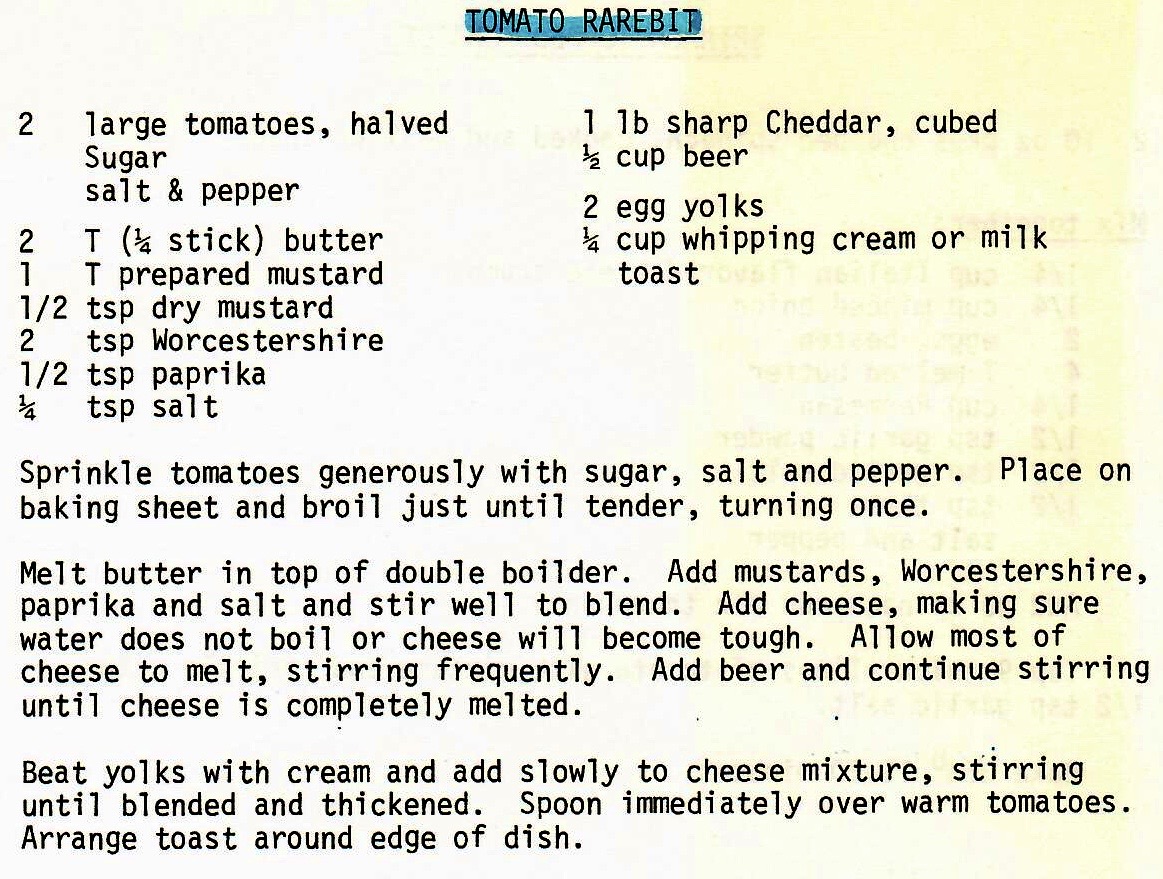 TOMATO RAREBIT
2 large tomatoes, halved
Sugar
salt & pepper
2 T (¼ stick) butter
1 T prepared mustard
1/2 tsp dry mustard
2 tsp Worcestershire
1/2 tsp paprika
¼ tsp salt
1 lb sharp Cheddar, cubed
½ cup beer
2 egg yolks
¼ cup whipping cream or milk
toast
Sprinkle tomatoes generously with sugar, salt and pepper. Place on
baking sheet and broil just until tender, turning once.
Melt butter in top of double boilder. Add mustards, Worcestershire,
paprika and salt and stir well to blend. Add cheese, making sure
water does not boil or cheese will become tough. Allow most of
cheese to melt, stirring frequently. Add beer and continue stirring
until cheese is completely melted.
Beat yolks with cream and add slowly to cheese mixture, stirring
until blended and thickened. Spoon immediately over warm tomatoes.
Arrange toast around edge of dish.